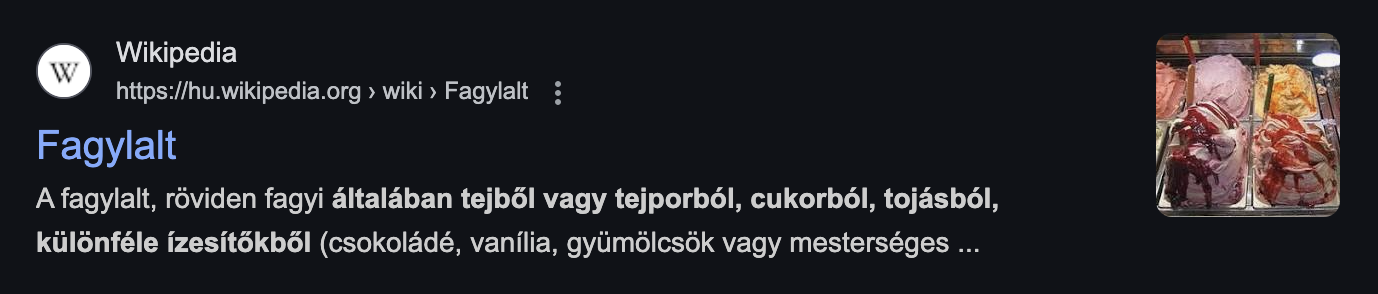 W
Wikipedia
https://hu.wikipedia.org › wiki › Fagylalt
Fagylalt
A fagylalt, röviden fagyi általában tejből vagy tejporból, cukorból, tojásból,
különféle ízesítőkből (csokoládé, vanília, gyümölcsök vagy mesterséges ...